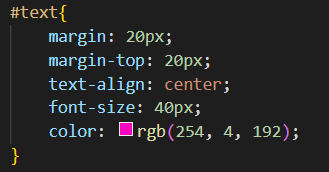 #text{
    margin: 20px;
    margin-top: 20px;
    text-align: center;
    font-size: 40px;
    color: rgb(254, 4, 192);
}